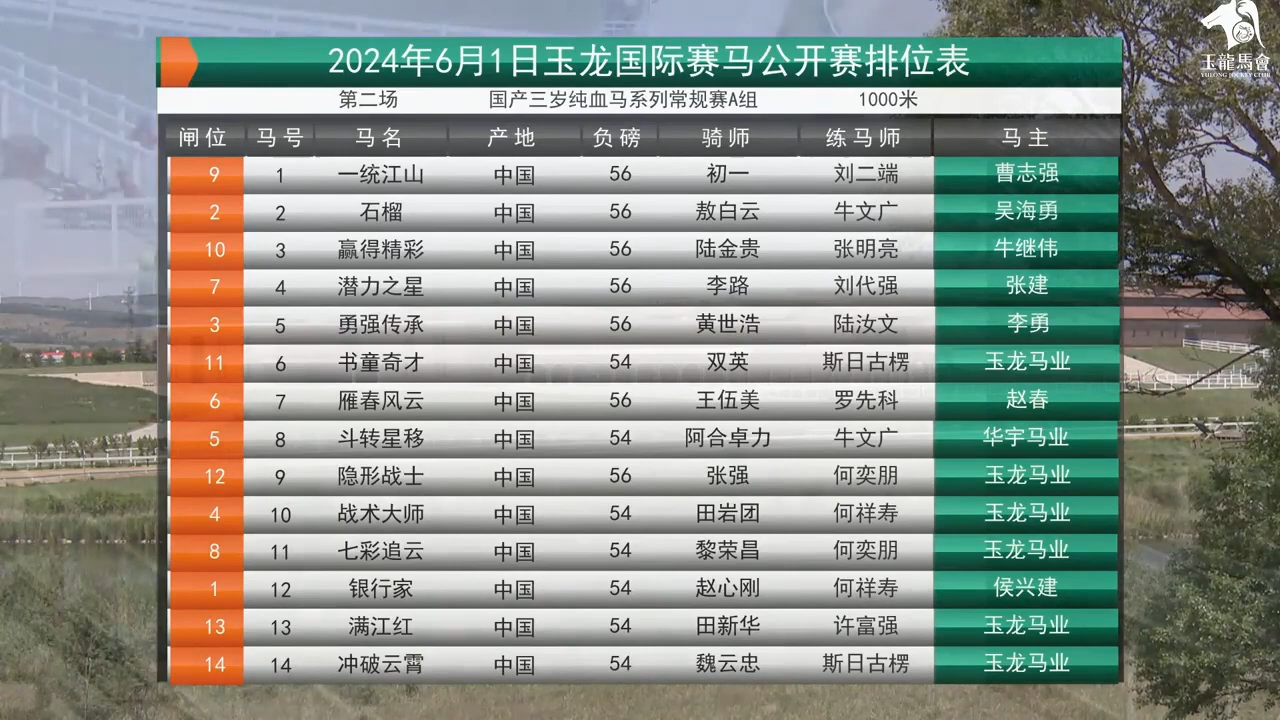 玉龍馬會
YULONG JOCKEY CLUB
2024年6月1日玉龙国际赛马公开赛排位表
第二场 国产三岁纯血马系列常规赛A组 1000米
闸位 马号 马名 产地 负磅 骑师 练马师 马主
9 1 一统江山 中国 56 初一 刘二端 曹志强
2 2 石榴 中国 56 敖白云 牛文广 吴海勇
10 3 赢得精彩 中国 56 陆金贵 张明亮 牛继伟
7 4 潜力之星 中国 56 李路 刘代强 张建
3 5 勇强传承 中国 56 黄世浩 陆汝文 李勇
11 6 书童奇才 中国 54 双英 斯日古楞 玉龙马业
6 7 雁春风云 中国 56 王伍美 罗先科 赵春
5 8 斗转星移 中国 54 阿合卓力 牛文广 华宇马业
12 9 隐形战士 中国 56 张强 何奕朋 玉龙马业
4 10 战术大师 中国 54 田岩团 何祥寿 玉龙马业
8 11 七彩追云 中国 54 黎荣昌 何奕朋 玉龙马业
1 12 银行家 中国 54 赵心刚 何祥寿 侯兴建
13 13 满江红 中国 54 田新华 许富强 玉龙马业
14 14 冲破云霄 中国 54 魏云忠 斯日古楞 玉龙马业